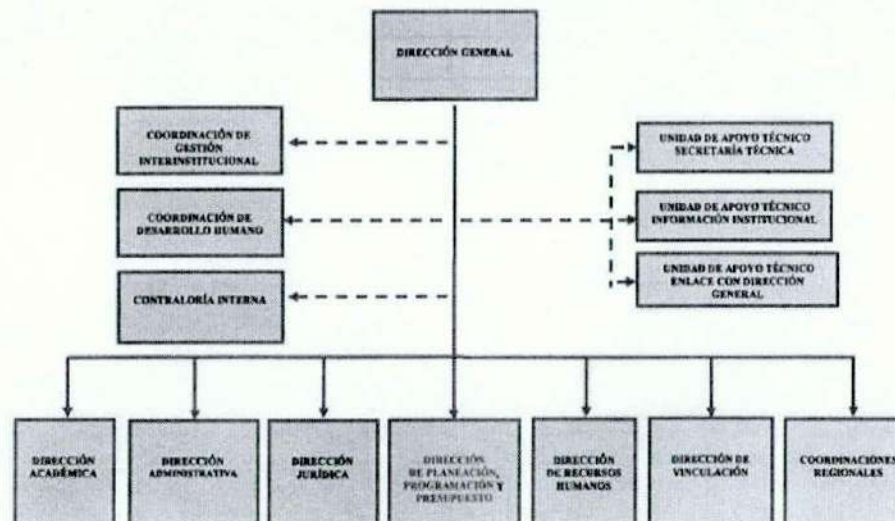 DIRECCIÓN GENERAL
COORDINACIÓN DE
GESTIÓN
INTERINSTITUCIONAL
UNIDAD DE APOYO TÉCNICO
SECRETARÍA TÉCNICA
COORDINACIÓN DE
DESARROLLO HUMANO
UNIDAD DE APOYO TÉCNICO
INFORMACIÓN INSTITUCIONAL
CONTRALORÍA INTERNA
UNIDAD DE APOYO TÉCNICO
ENLACE CON DIRECCIÓN
GENERAL
DIRECCIÓN
ACADÉMICA
DIRECCIÓN
ADMINISTRATIVA
DIRECCIÓN
JURÍDICA
DIRECCIÓN
DE PLANEACIÓN,
PROGRAMACIÓN Y
PRESUPUESTO
DIRECCIÓN
DE RECURSOS
HUMANOS
DIRECCIÓN DE
VINCULACIÓN
COORDINACIONES
REGIONALES